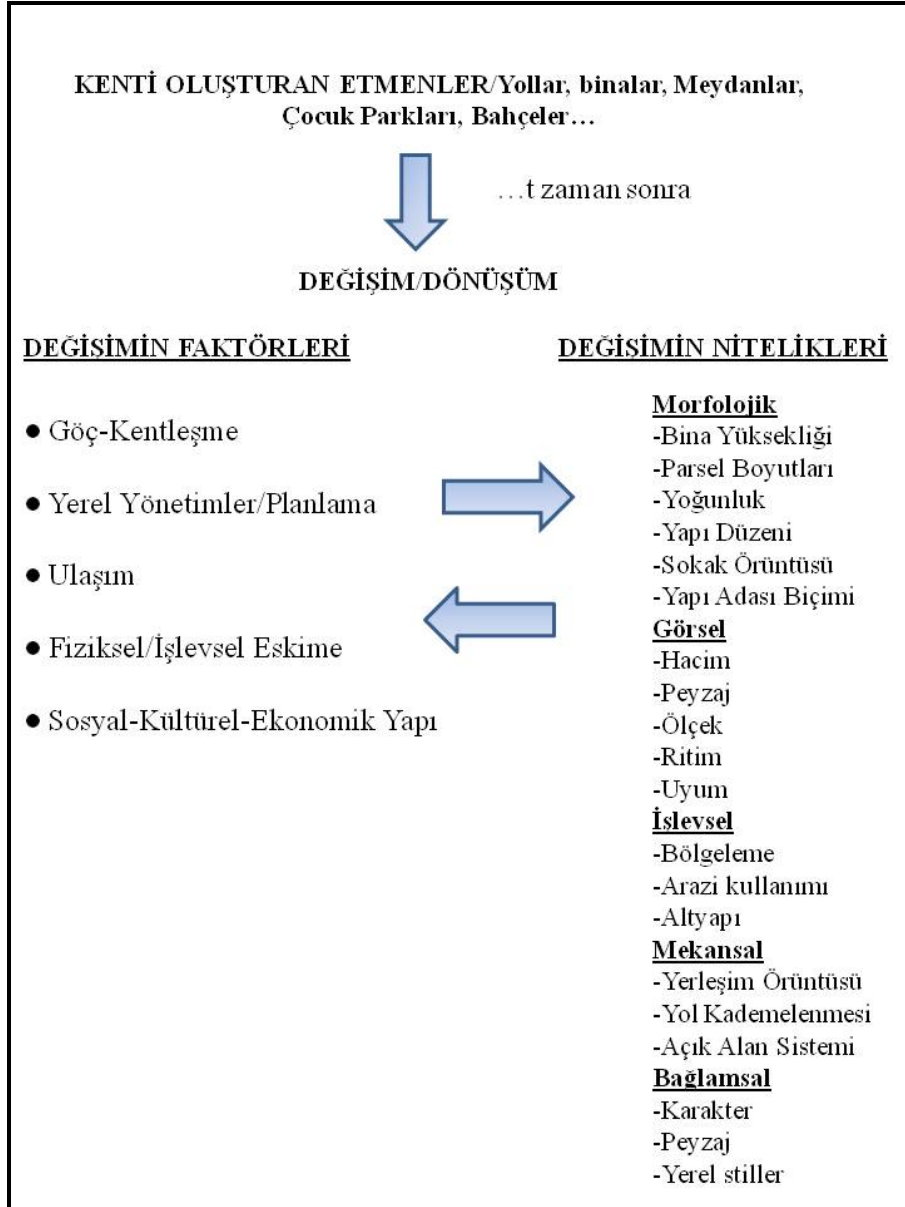 KENTİ OLUŞTURAN ETMENLER/Yollar, binalar, Meydanlar,
Çocuk Parkları, Bahçeler…
…t zaman sonra
DEĞİŞİM/DÖNÜŞÜM
DEĞİŞİMİN FAKTÖRLERİ
● Göç-Kentleşme
● Yerel Yönetimler/Planlama
● Ulaşım
● Fiziksel/İşlevsel Eskime
● Sosyal-Kültürel-Ekonomik Yapı
DEĞİŞİMİN NİTELİKLERİ
Morfolojik
-Bina Yüksekliği
-Parsel Boyutları
-Yoğunluk
-Yapı Düzeni
-Sokak Örüntüsü
-Yapı Adası Biçimi
Görsel
-Hacim
-Peyzaj
-Ölçek
-Ritim
-Uyum
İşlevsel
-Bölgeleme
-Arazi kullanımı
-Altyapı
Mekansal
-Yerleşim Örüntüsü
-Yol Kademelenmesi
-Açık Alan Sistemi
Bağlamsal
-Karakter
-Peyzaj
-Yerel stiller